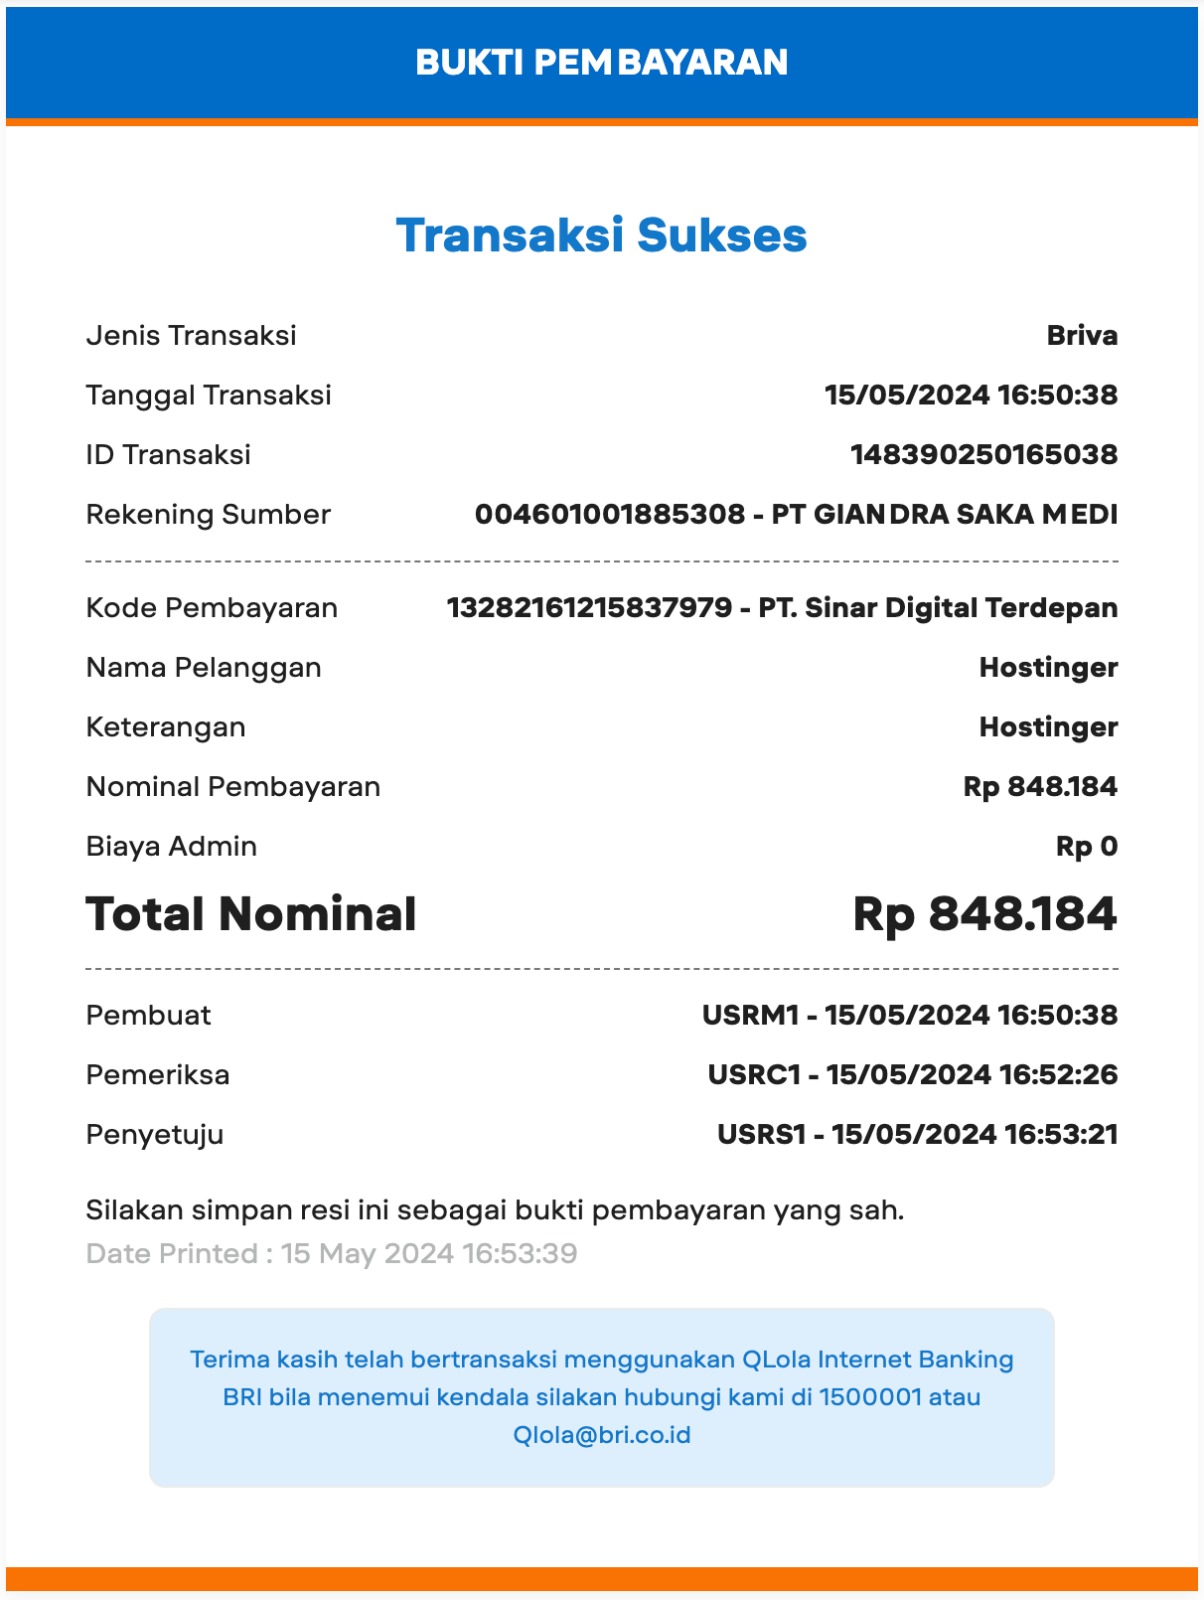 BUKTI PEMBAYARAN
Transaksi Sukses
Jenis Transaksi Briva
Tanggal Transaksi 15/05/2024 16:50:38
ID Transaksi 148390250165038
Rekening Sumber 004601001885308 - PT GIANDRA SAKA MEDI
Kode Pembayaran 13282161215837979 - PT. Sinar Digital Terdepan
Nama Pelanggan Hostinger
Keterangan Hostinger
Nominal Pembayaran Rp 848.184
Biaya Admin Rp 0
Total Nominal Rp 848.184
Pembuat USRM1 - 15/05/2024 16:50:38
Pemeriksa USRC1 - 15/05/2024 16:52:26
Penyetuju USRS1 - 15/05/2024 16:53:21
Silakan simpan resi ini sebagai bukti pembayaran yang sah.
Date Printed : 15 May 2024 16:53:39
Terima kasih telah bertransaksi menggunakan QLola Internet Banking
BRI bila menemui kendala silakan hubungi kami di 1500001 atau
Qlola@bri.co.id